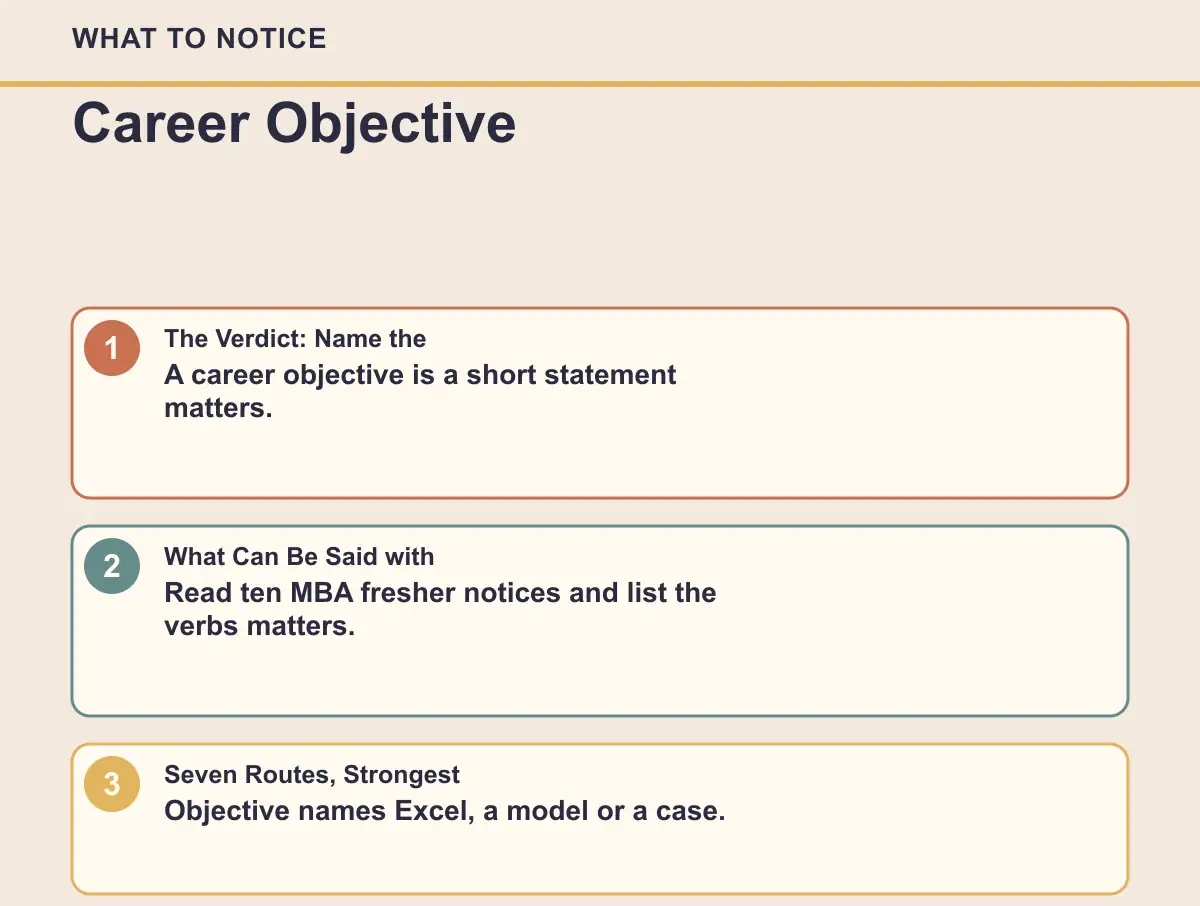 WHAT TO NOTICE
Career Objective
1
The Verdict: Name the
A career objective is a short statement
matters.
2
What Can Be Said with
Read ten MBA fresher notices and list the
verbs matters.
3
Seven Routes, Strongest
Objective names Excel, a model or a case.